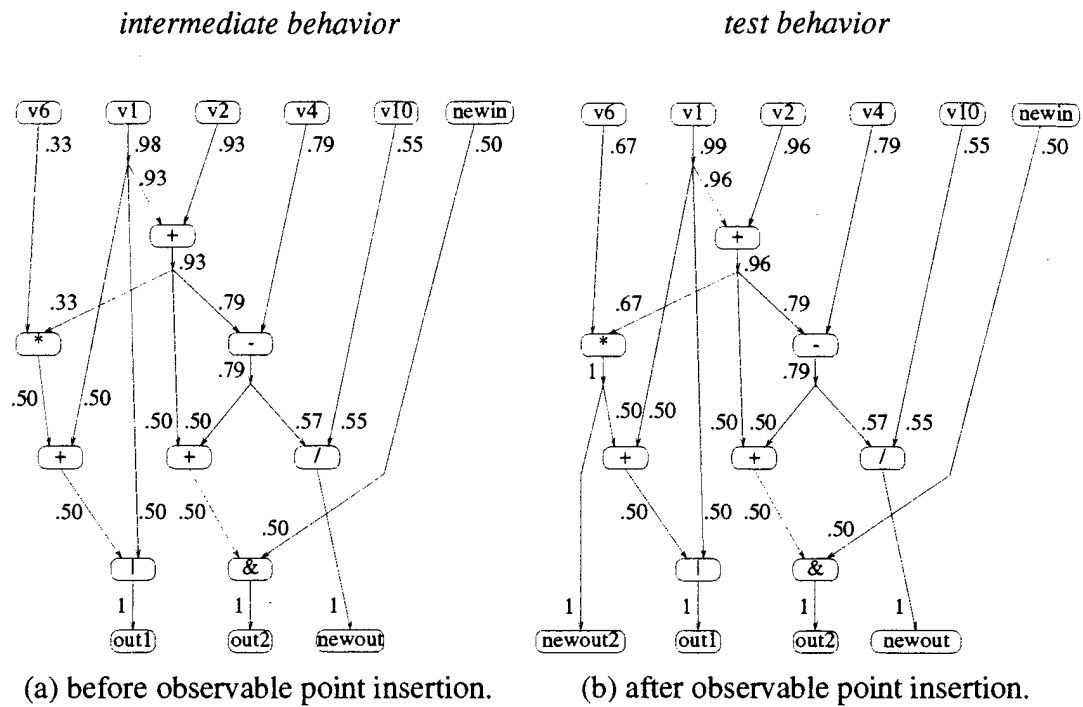 intermediate behavior test behavior
v6 v1 v2 v4 v10 newin v6 v1 v2 v4 v10 newin
.33 .98 .93 .79 .55 .50 .67 .99 .96 .79 .55 .50
.93 .96
+ +
.93 .96
.33 .79 .67 .79
* - * -
.79 1 .79
.50 .50 .50 .50 .57 .55 .50 .50 .50 .50 .57 .55
+ + / + + /
.50 .50 .50 .50 .50 .50 .50 .50
| & | &
1 1 1 1 1 1 1
out1 out2 newout newout2 out1 out2 newout
(a) before observable point insertion. (b) after observable point insertion.